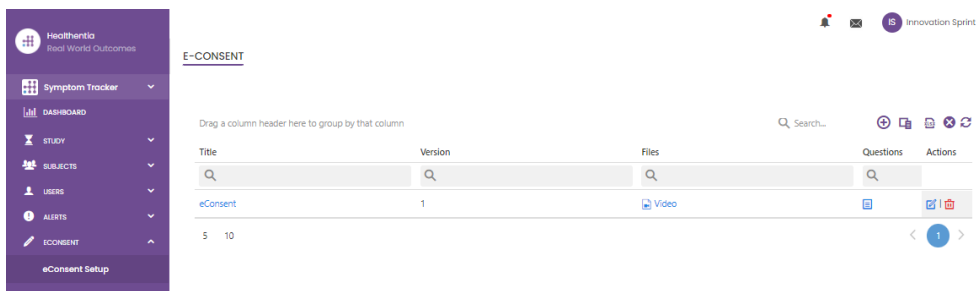 Healthentia
Real World Outcomes
IS Innovation Sprint
E-CONSENT
Symptom Tracker
DASHBOARD
STUDY
SUBJECTS
USERS
ALERTS
ECONSENT
eConsent Setup
Drag a column header here to group by that column
Search...
Title Version Files Questions Actions
eConsent 1 Video
5 10
1